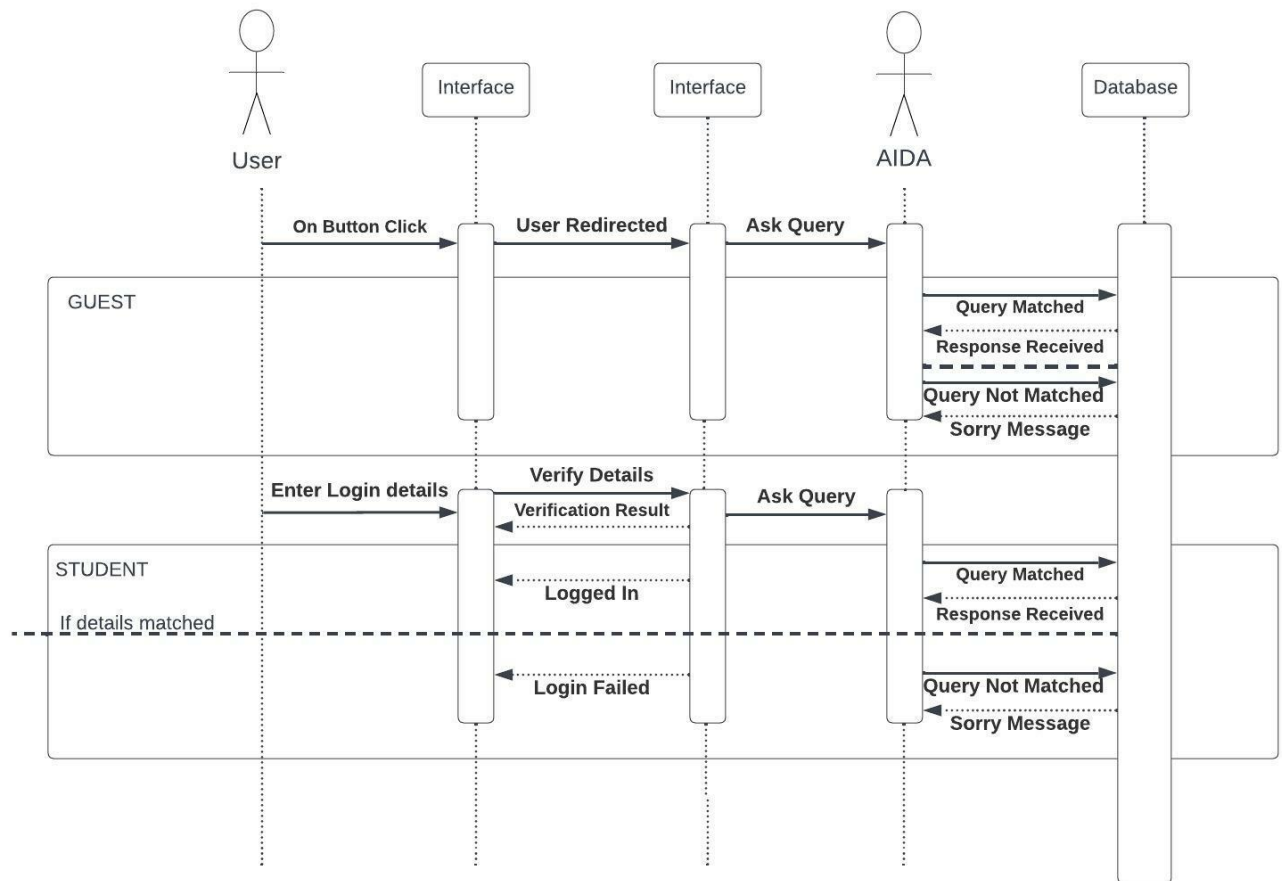 Interface
Interface
Database
User
AIDA
On Button Click
User Redirected
Ask Query
GUEST
Query Matched
Response Received
Query Not Matched
Sorry Message
Verify Details
Enter Login details
Ask Query
Verification Result
STUDENT
Query Matched
Logged In
Response Received
If details matched
Login Failed
Query Not Matched
Sorry Message